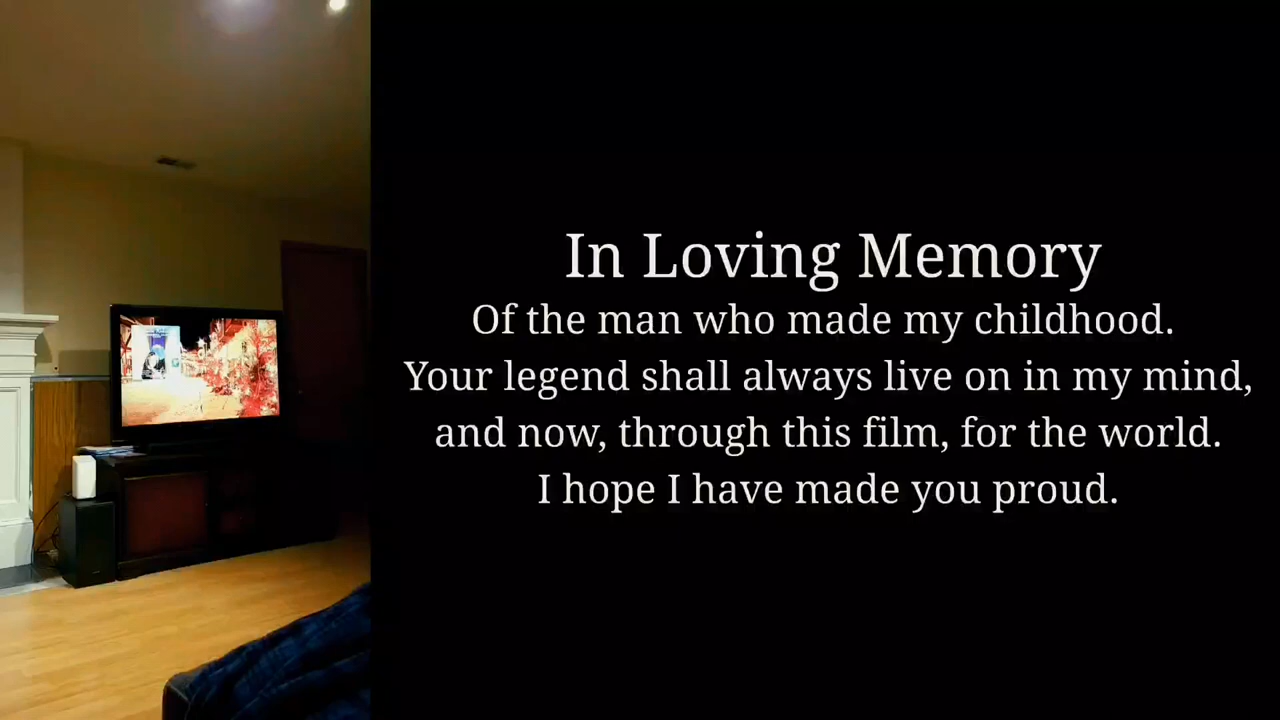 In Loving Memory
Of the man who made my childhood.
Your legend shall always live on in my mind,
and now, through this film, for the world.
I hope I have made you proud.